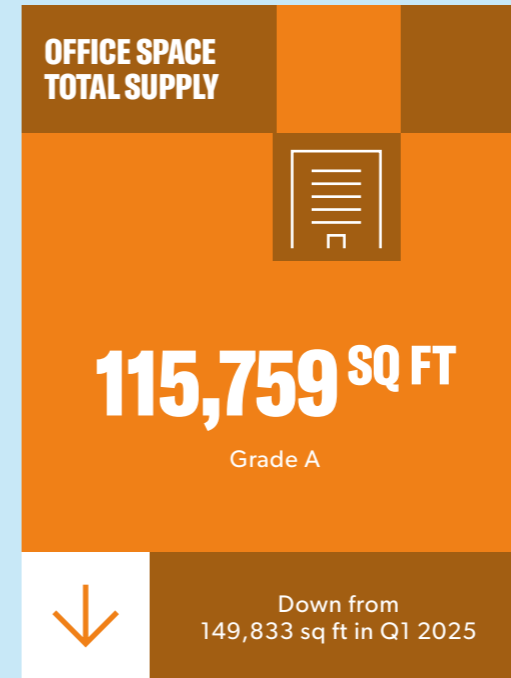 OFFICE SPACE
TOTAL SUPPLY
115,759 SQ FT
Grade A
Down from
149,833 sq ft in Q1 2025